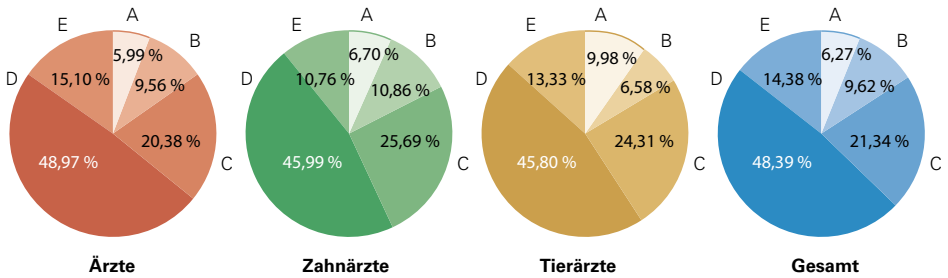 A
B
C
D
E
5,99 %
9,56 %
20,38 %
48,97 %
15,10 %
Ärzte
A
B
C
D
E
6,70 %
10,86 %
25,69 %
45,99 %
10,76 %
Zahnärzte
A
B
C
D
E
9,98 %
6,58 %
24,31 %
45,80 %
13,33 %
Tierärzte
A
B
C
D
E
6,27 %
9,62 %
21,34 %
48,39 %
14,38 %
Gesamt